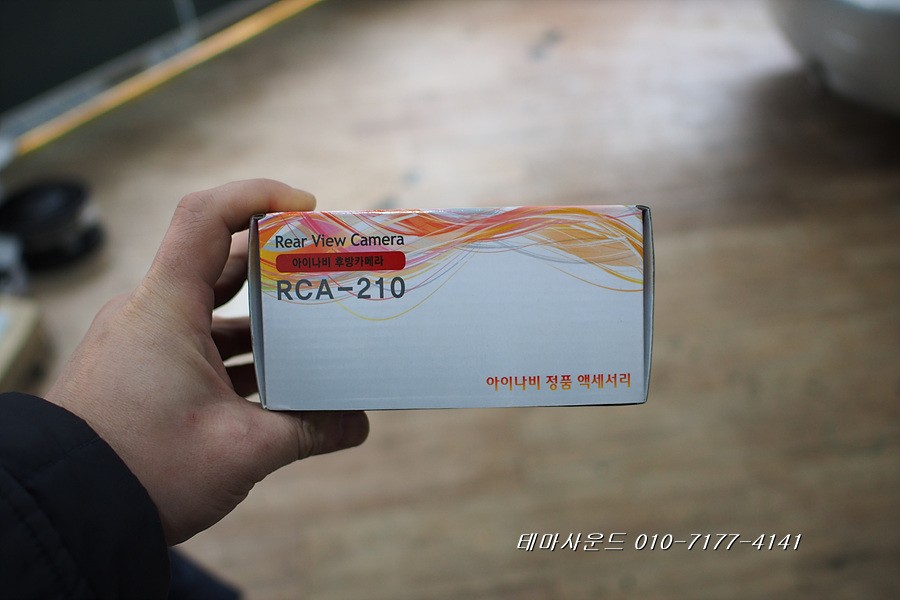 Rear View Camera
아이나비 후방카메라
RCA-210
아이나비 정품 액세서리
테마사운드 010-7177-4141